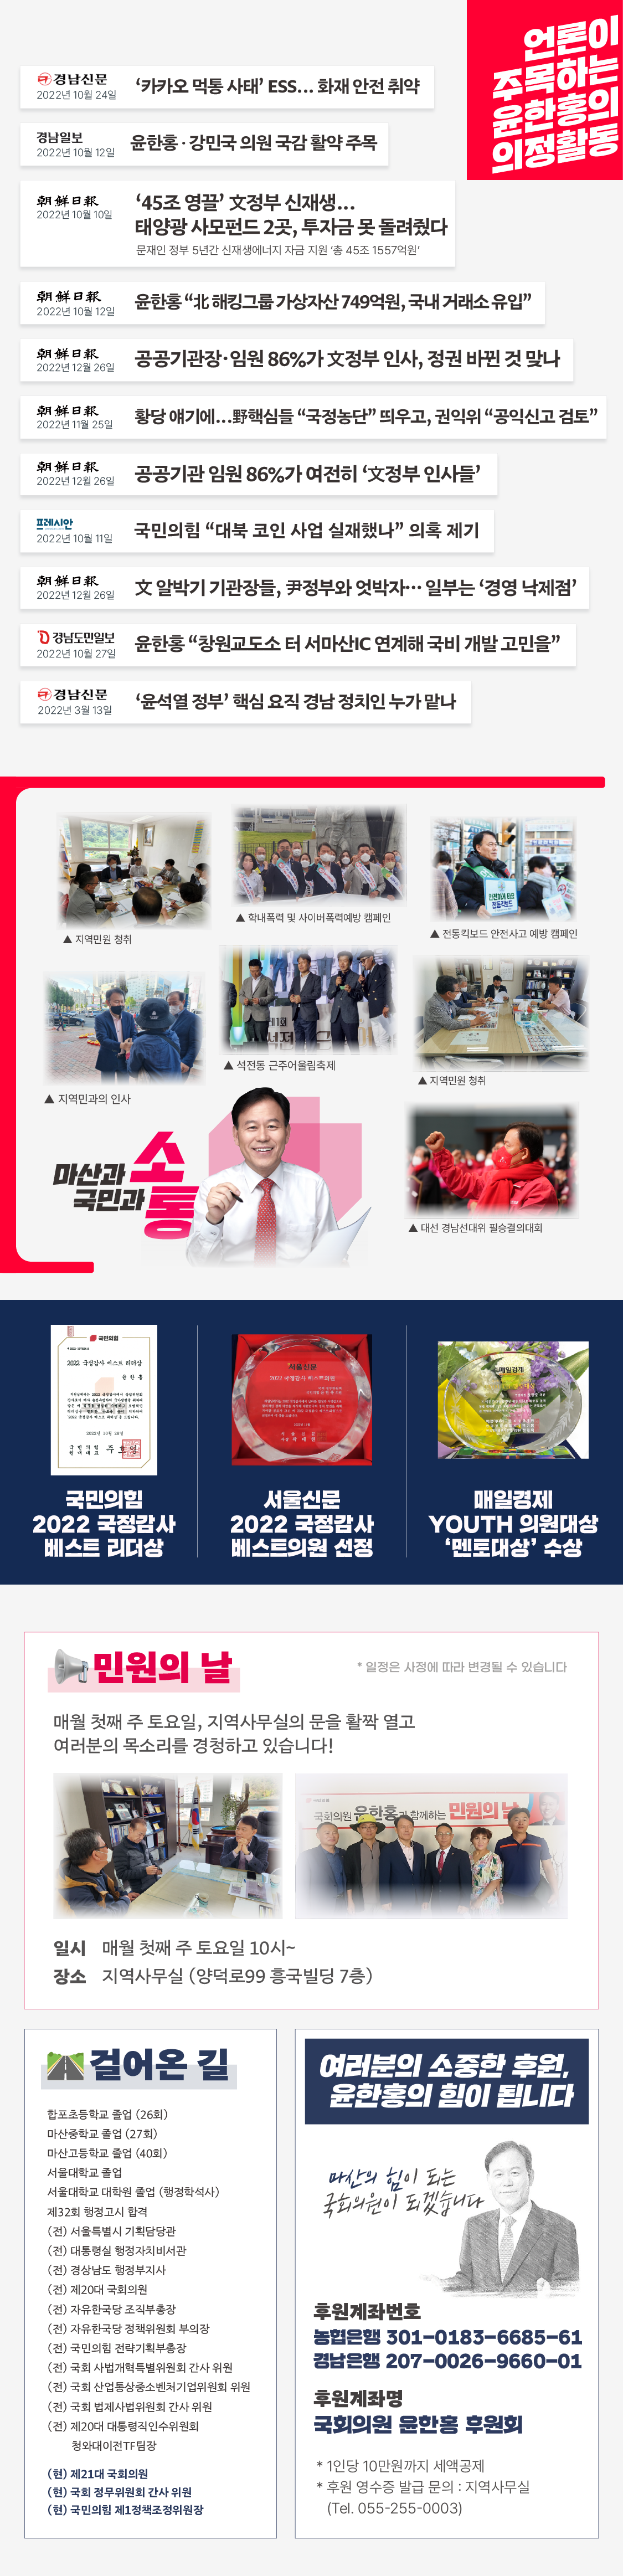 언론이
주목하는
윤한홍의
의정활동
경남신문
2022년 10월 24일
‘카카오 먹통 사태’ ESS... 화재 안전 취약
경남일보
2022년 10월 12일
윤한홍 · 강민국 의원 국감 활약 주목
朝鮮日報
2022년 10월 10일
‘45조 영끌’ 文정부 신재생...
태양광 사모펀드 2곳, 투자금 못 돌려줬다
문재인 정부 5년간 신재생에너지 자금 지원 ‘총 45조 1557억원’
朝鮮日報
2022년 10월 12일
윤한홍 “北 해킹그룹 가상자산 749억원, 국내 거래소 유입”
朝鮮日報
2022년 12월 26일
공공기관장·임원 86%가 文정부 인사, 정권 바뀐 것 맞나
朝鮮日報
2022년 11월 25일
황당 얘기에...野핵심들 “국정농단” 띄우고, 권익위 “공익신고 검토”
朝鮮日報
2022년 12월 26일
공공기관 임원 86%가 여전히 ‘文정부 인사들’
프레시안
2022년 10월 11일
국민의힘 “대북 코인 사업 실재했나” 의혹 제기
朝鮮日報
2022년 12월 26일
文 알박기 기관장들, 尹정부와 엇박자… 일부는 ‘경영 낙제점’
경남도민일보
2022년 10월 27일
윤한홍 “창원교도소 터 서마산IC 연계해 국비 개발 고민을”
경남신문
2022년 3월 13일
‘윤석열 정부’ 핵심 요직 경남 정치인 누가 맡나
▲ 지역민원 청취
▲ 학내폭력 및 사이버폭력예방 캠페인
▲ 전동킥보드 안전사고 예방 캠페인
▲ 지역민과의 인사
▲ 석전동 근주어울림축제
▲ 지역민원 청취
마산과
국민과
소통
▲ 대선 경남선대위 필승결의대회
국민의힘
2022 국정감사 베스트 리더상
윤 한 홍
서울신문
2022 국정감사 베스트의원
매일경제
국민의힘
2022 국정감사
베스트 리더상
서울신문
2022 국정감사
베스트의원 선정
매일경제
YOUTH 의원대상
‘멘토대상’ 수상
민원의 날
* 일정은 사정에 따라 변경될 수 있습니다
매월 첫째 주 토요일, 지역사무실의 문을 활짝 열고
여러분의 목소리를 경청하고 있습니다!
국회의원 윤한홍과 함께하는 민원의 날
일시 매월 첫째 주 토요일 10시~
장소 지역사무실 (양덕로99 흥국빌딩 7층)
걸어온 길
합포초등학교 졸업 (26회)
마산중학교 졸업 (27회)
마산고등학교 졸업 (40회)
서울대학교 졸업
서울대학교 대학원 졸업 (행정학석사)
제32회 행정고시 합격
(전) 서울특별시 기획담당관
(전) 대통령실 행정자치비서관
(전) 경상남도 행정부지사
(전) 제20대 국회의원
(전) 자유한국당 조직부총장
(전) 자유한국당 정책위원회 부의장
(전) 국민의힘 전략기획부총장
(전) 국회 사법개혁특별위원회 간사 위원
(전) 국회 산업통상중소벤처기업위원회 위원
(전) 국회 법제사법위원회 간사 위원
(전) 제20대 대통령직인수위원회
청와대이전TF팀장
(현) 제21대 국회의원
(현) 국회 정무위원회 간사 위원
(현) 국민의힘 제1정책조정위원장
여러분의 소중한 후원,
윤한홍의 힘이 됩니다
마산의 힘이 되는
국회의원이 되겠습니다
후원계좌번호
농협은행 301-0183-6685-61
경남은행 207-0026-9660-01
후원계좌명
국회의원 윤한홍 후원회
* 1인당 10만원까지 세액공제
* 후원 영수증 발급 문의 : 지역사무실
(Tel. 055-255-0003)